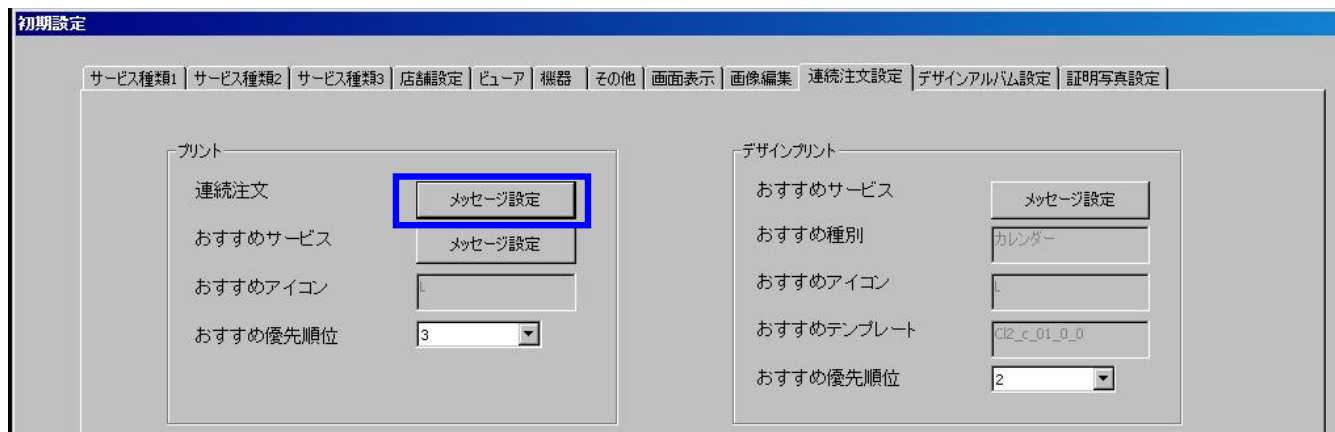 初期設定
サービス種類1 サービス種類2 サービス種類3 店舗設定 ビューア 機器 その他 画面表示 画像編集 連続注文設定 デザインアルバム設定 証明写真設定
プリント
連続注文 メッセージ設定
おすすめサービス メッセージ設定
おすすめアイコン L
おすすめ優先順位 3
デザインプリント
おすすめサービス メッセージ設定
おすすめ種別 カレンダー
おすすめアイコン L
おすすめテンプレート Cl2_c_01_0_0
おすすめ優先順位 2